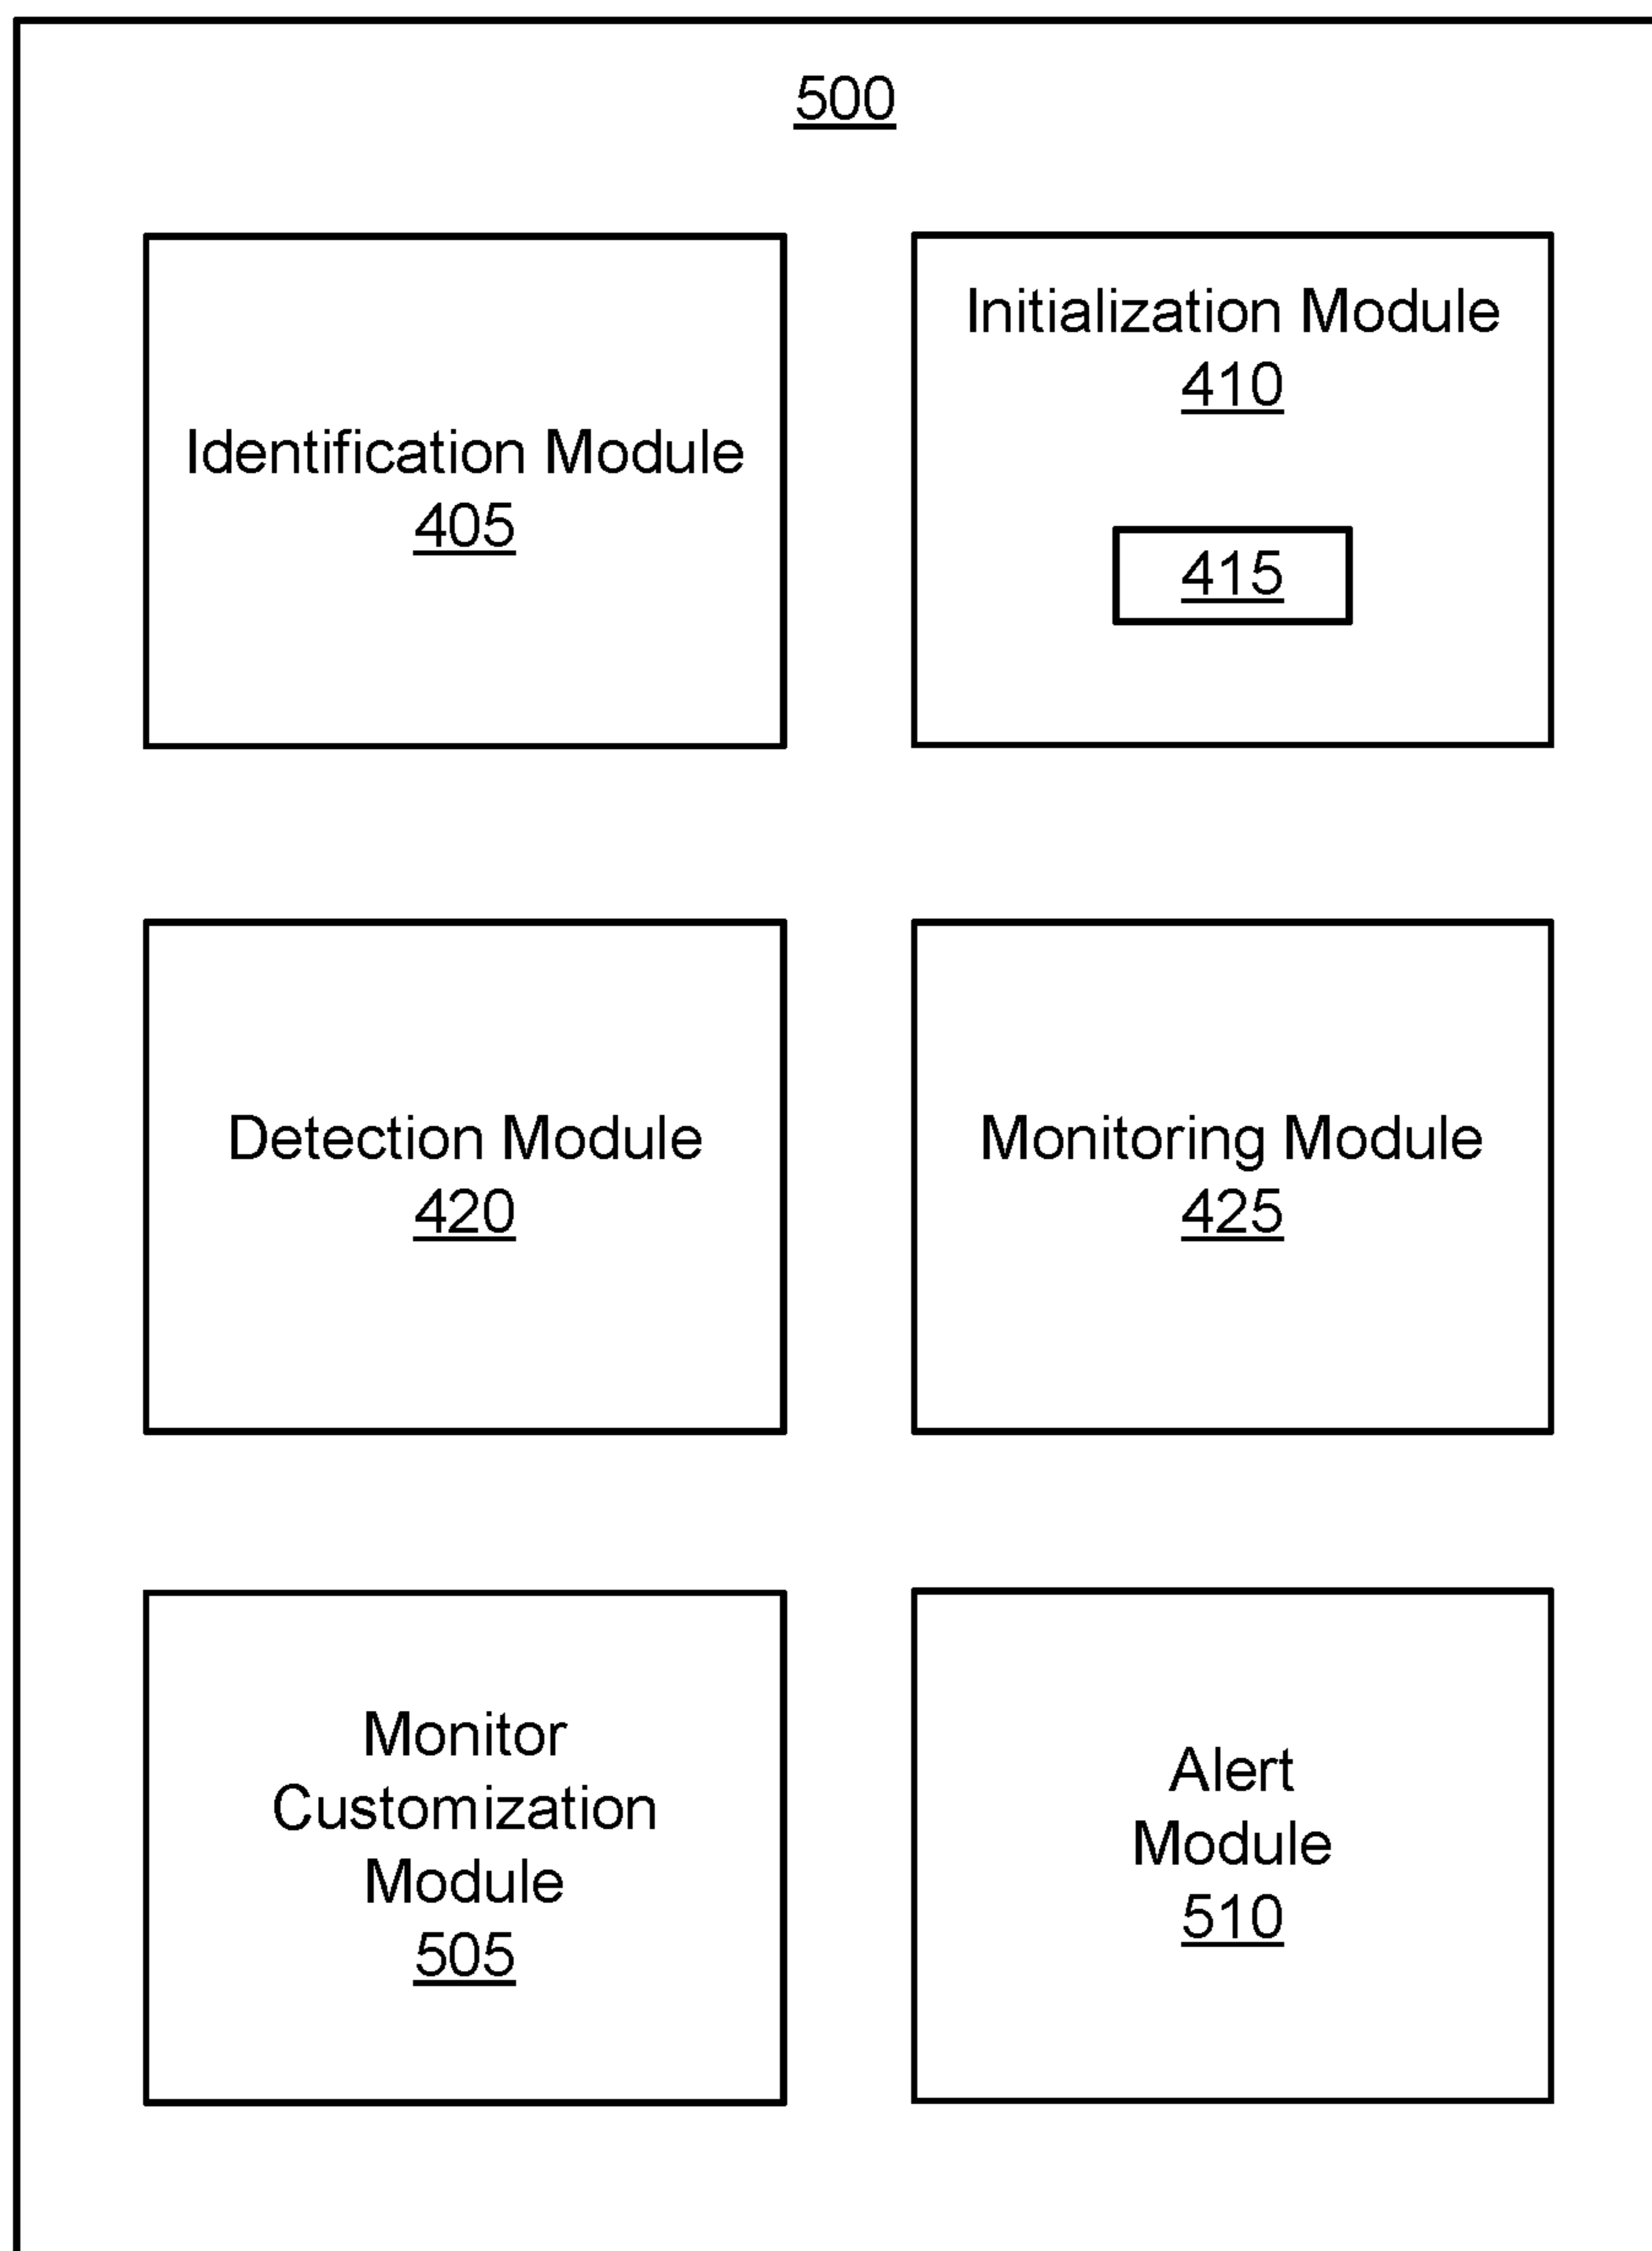 500
Identification Module
405
Initialization Module
410
415
Detection Module
420
Monitoring Module
425
Monitor
Customization
Module
505
Alert
Module
510